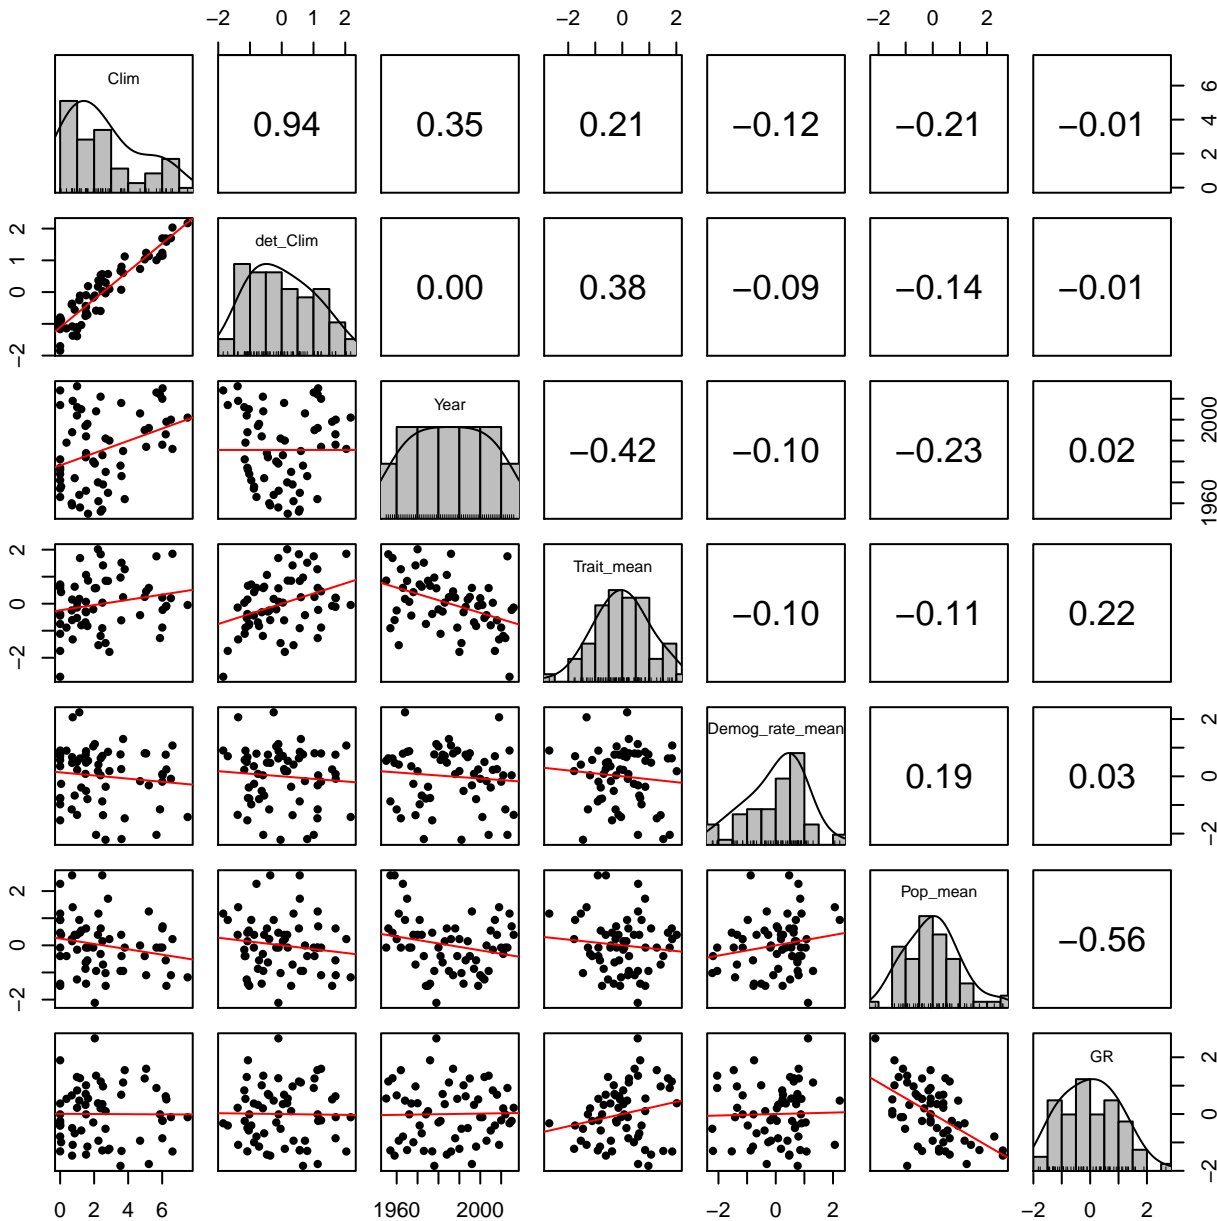 −2 0 1 2 −2 0 2 −2 0 2
Clim 0.94 0.35 0.21 −0.12 −0.21 −0.01 0 2 4 6
−2 0 1 2 det_Clim 0.00 0.38 −0.09 −0.14 −0.01
Year −0.42 −0.10 −0.23 0.02 1960 2000
−2 0 2 Trait_mean −0.10 −0.11 0.22
Demog_rate_mean 0.19 0.03 −2 0 2
−2 0 2 Pop_mean −0.56
GR −2 0 2
0 2 4 6 1960 2000 −2 0 2 −2 0 2